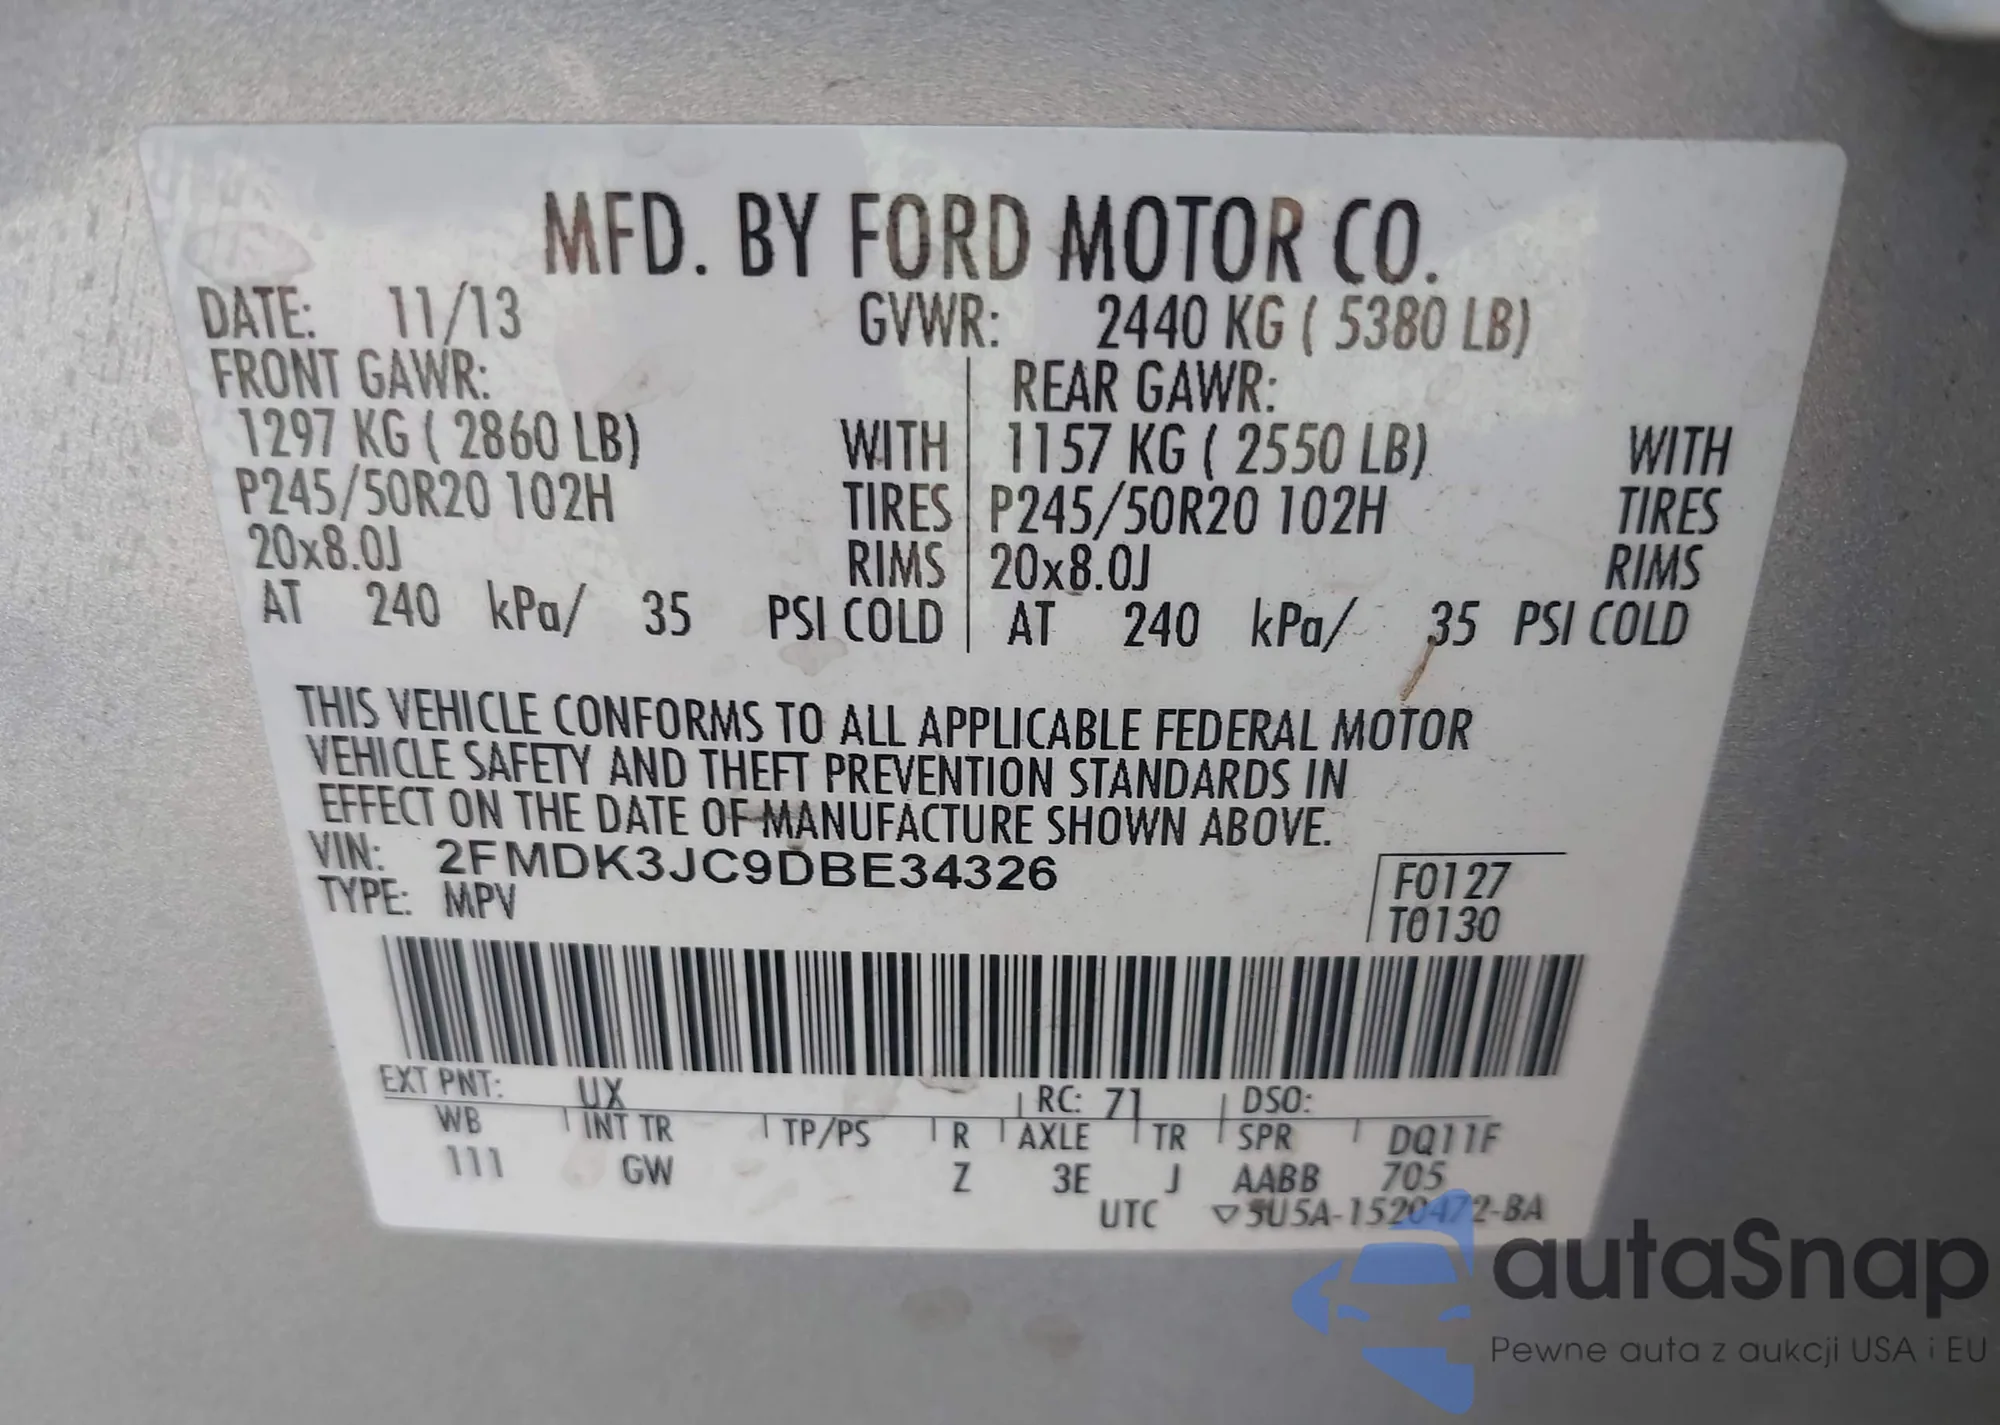 MFD. BY FORD MOTOR CO.
DATE: 11/13 GVWR: 2440 KG ( 5380 LB)
FRONT GAWR: REAR GAWR:
1297 KG ( 2860 LB) WITH 1157 KG ( 2550 LB) WITH
P245/50R20 102H TIRES P245/50R20 102H TIRES
20x8.0J RIMS 20x8.0J RIMS
AT 240 kPa/ 35 PSI COLD AT 240 kPa/ 35 PSI COLD
THIS VEHICLE CONFORMS TO ALL APPLICABLE FEDERAL MOTOR
VEHICLE SAFETY AND THEFT PREVENTION STANDARDS IN
EFFECT ON THE DATE OF MANUFACTURE SHOWN ABOVE.
VIN: 2FMDK3JC9DBE34326 F0127
TYPE: MPV T0130
EXT PNT: UX RC: 71 DSO:
WB INT TR TP/PS R AXLE TR SPR DQ11F
111 GW Z 3E J AABB 705
UTC ▽5U5A-1520472-BA
autaSnap
Pewne auta z aukcji USA i EU